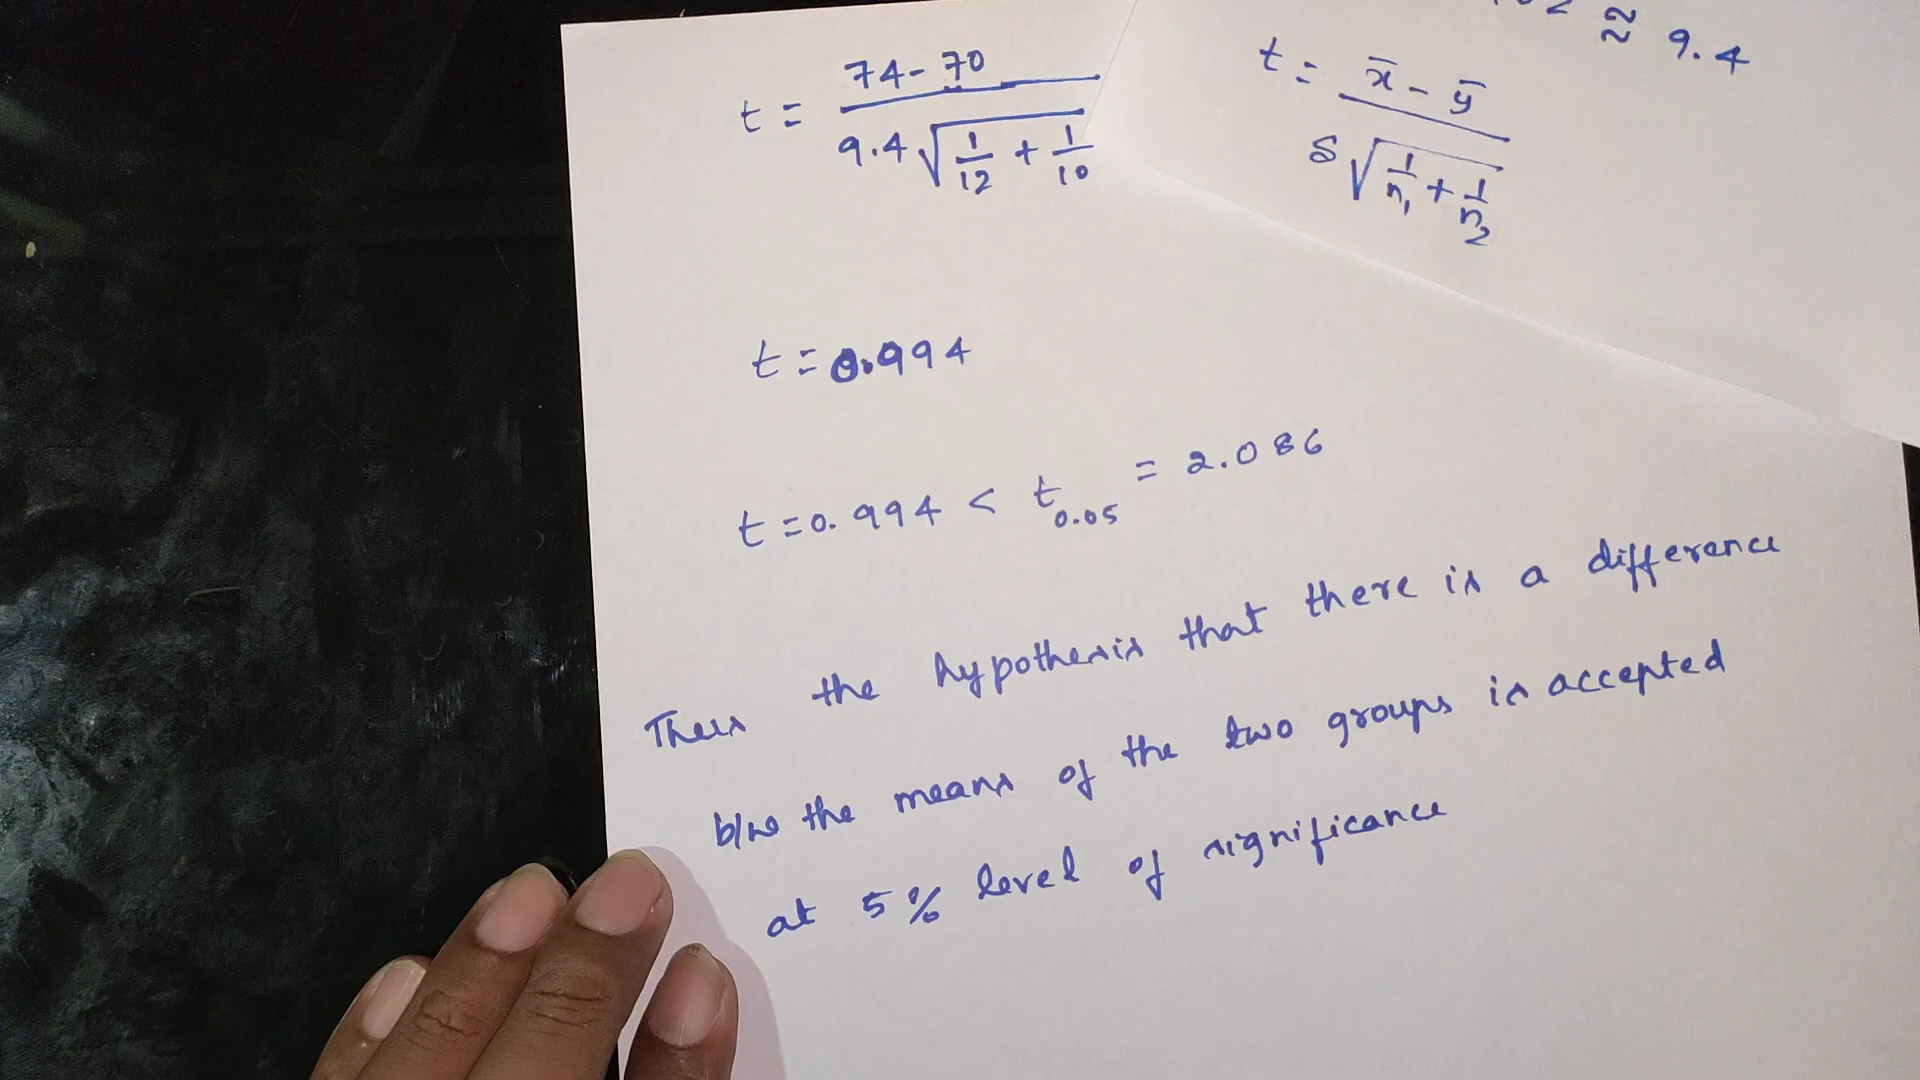 ≈ 9.4
t = x̄ - ȳ / S √(1/n₁ + 1/n₂)
t = 74 - 70 / 9.4 √(1/12 + 1/10)
t = 0.994
t = 0.994 < t0.05 = 2.086
Thus the hypothesis that there is a difference
b/w the means of the two groups is accepted
at 5% level of significance